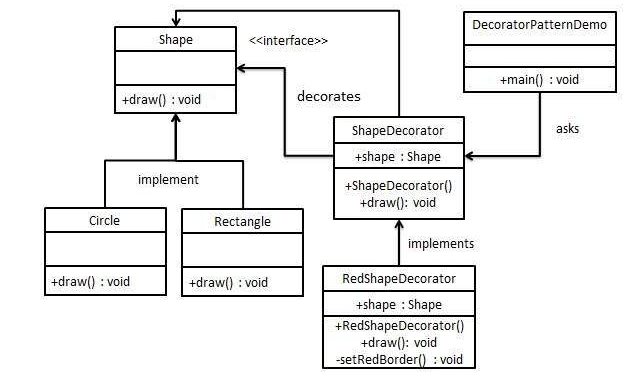 Shape
+draw() : void
<<interface>>
decorates
DecoratorPatternDemo
+main() : void
asks
ShapeDecorator
+shape : Shape
+ShapeDecorator()
+draw(): void
implement
Circle
+draw() : void
Rectangle
+draw() : void
implements
RedShapeDecorator
+shape : Shape
+RedShapeDecorator()
+draw(): void
-setRedBorder() : void